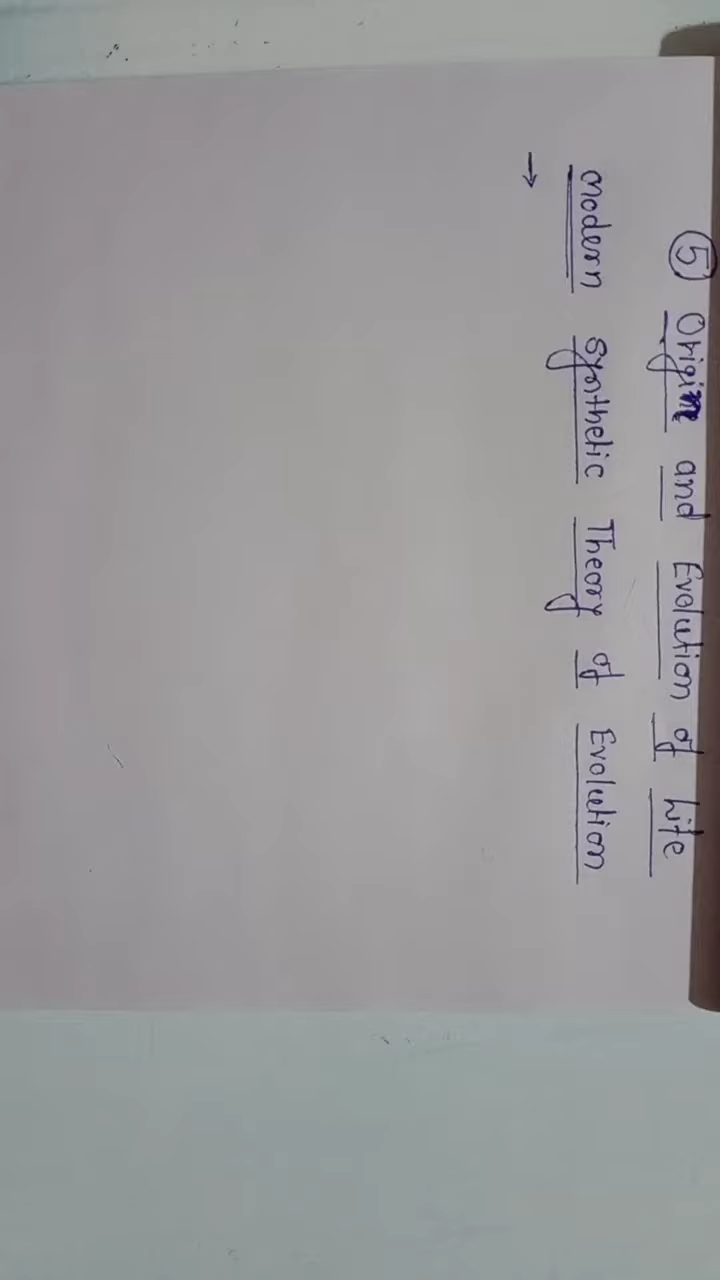 ⑤ Origin and Evolution of Life
Modern Synthetic Theory of Evolution
→